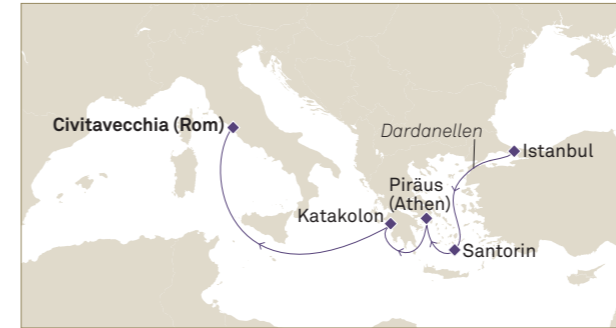 Civitavecchia (Rom)
Dardanellen
Istanbul
Piräus
(Athen)
Katakolon
Santorin